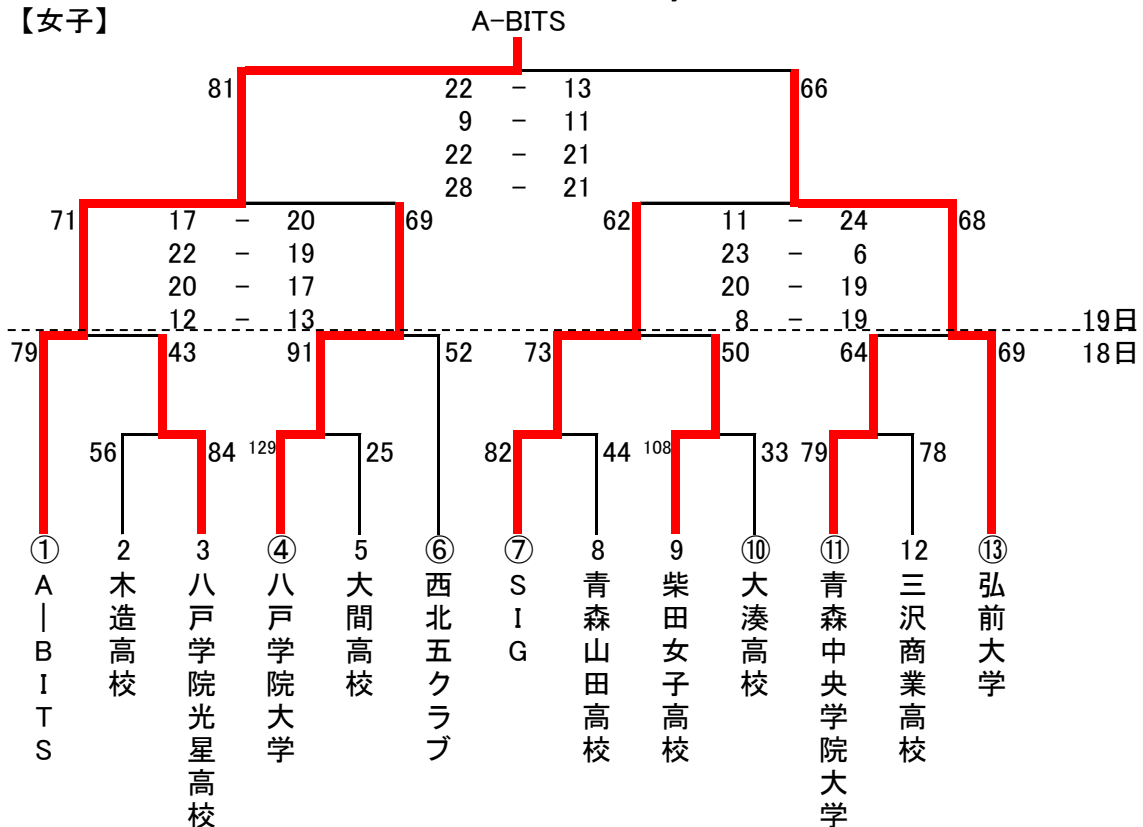 【女子】
A-BITS
81 22 - 13 66
9 - 11
22 - 21
28 - 21
71 17 - 20 69 62 11 - 24 68
22 - 19 23 - 6
20 - 17 20 - 19
12 - 13 8 - 19 19日
79 43 91 52 73 50 64 69 18日
56 84 129 25 82 44 108 33 79 78
① 2 3 ④ 5 ⑥ ⑦ 8 9 ⑩ ⑪ 12 ⑬
A-BITS
木造高校
八戸学院光星高校
八戸学院大学
大間高校
西北五クラブ
SIG
青森山田高校
柴田女子高校
大湊高校
青森中央学院大学
三沢商業高校
弘前大学